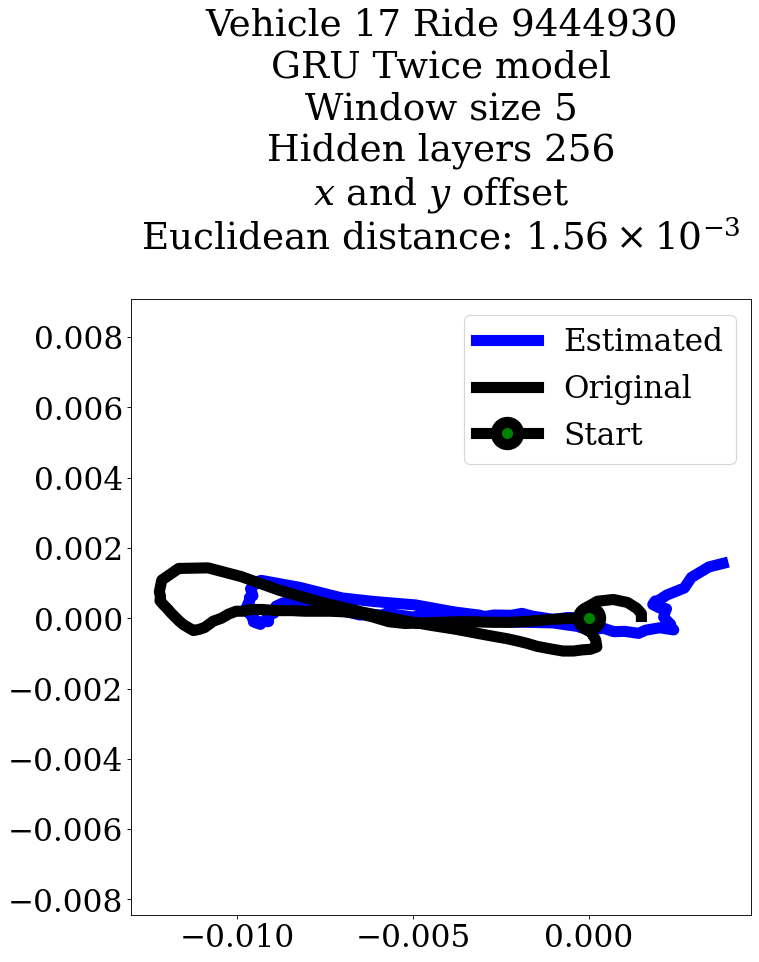 Vehicle 17 Ride 9444930
GRU Twice model
Window size 5
Hidden layers 256
x and y offset
Euclidean distance: 1.56 × 10⁻³
Estimated
Original
Start
0.008
0.006
0.004
0.002
0.000
−0.002
−0.004
−0.006
−0.008
−0.010
−0.005
0.000